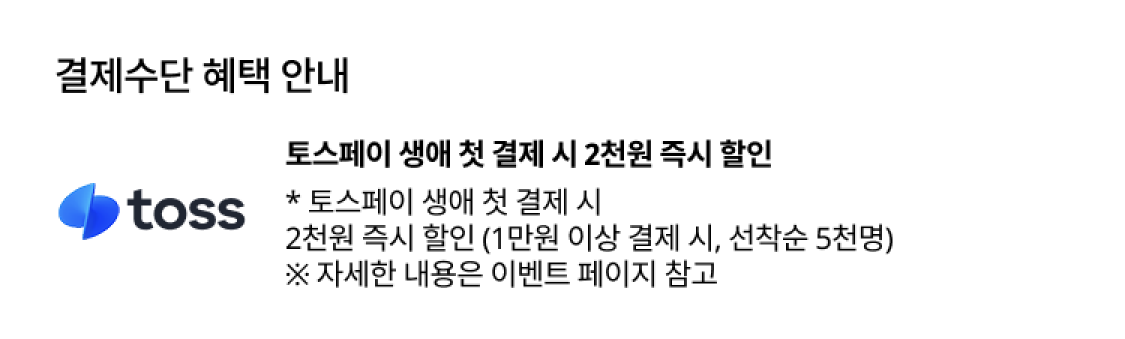 결제수단 혜택 안내
토스페이 생애 첫 결제 시 2천원 즉시 할인
toss
* 토스페이 생애 첫 결제 시
2천원 즉시 할인 (1만원 이상 결제 시, 선착순 5천명)
※ 자세한 내용은 이벤트 페이지 참고